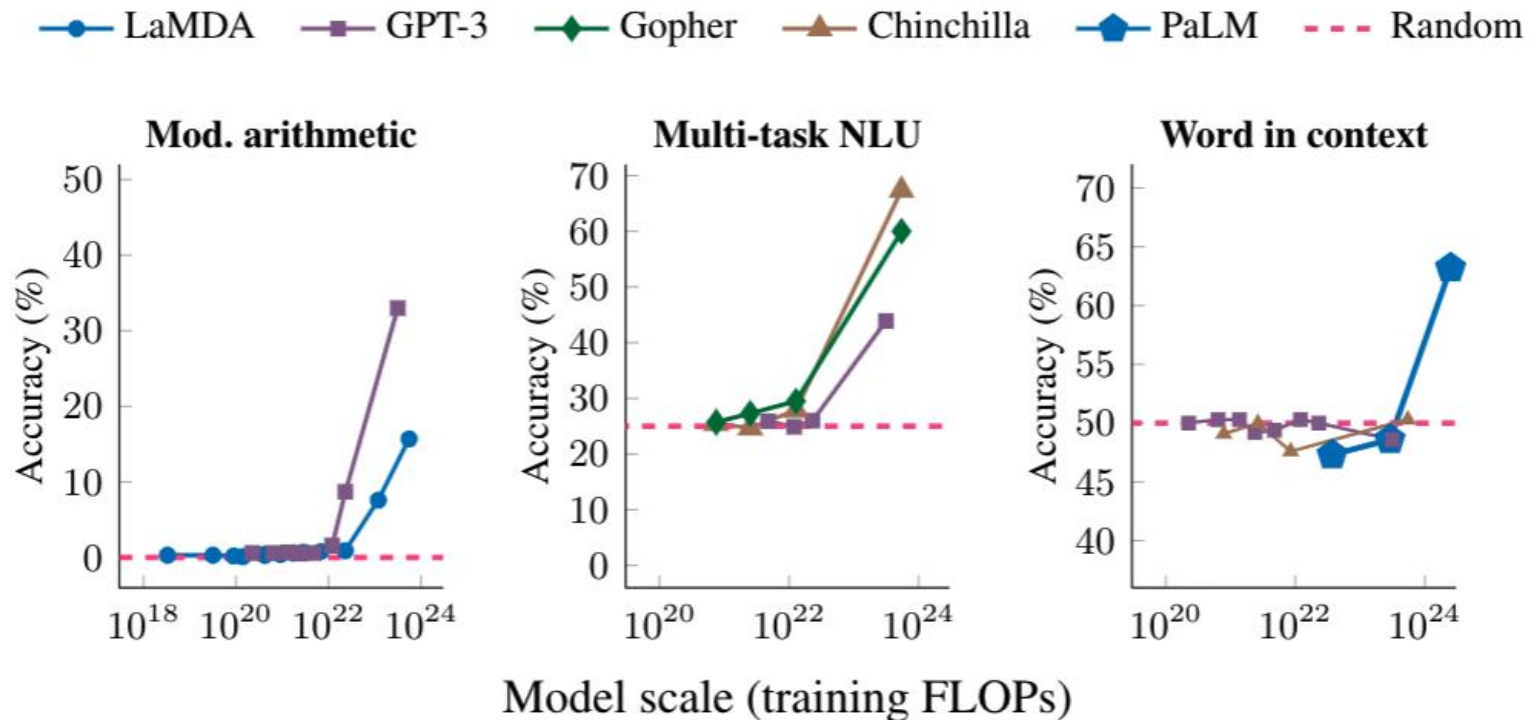 LaMDA GPT-3 Gopher Chinchilla PaLM Random
Mod. arithmetic
Accuracy (%)
50
40
30
20
10
0
10^18 10^20 10^22 10^24
Multi-task NLU
Accuracy (%)
70
60
50
40
30
20
10
0
10^20 10^22 10^24
Word in context
Accuracy (%)
70
65
60
55
50
45
40
10^20 10^22 10^24
Model scale (training FLOPs)